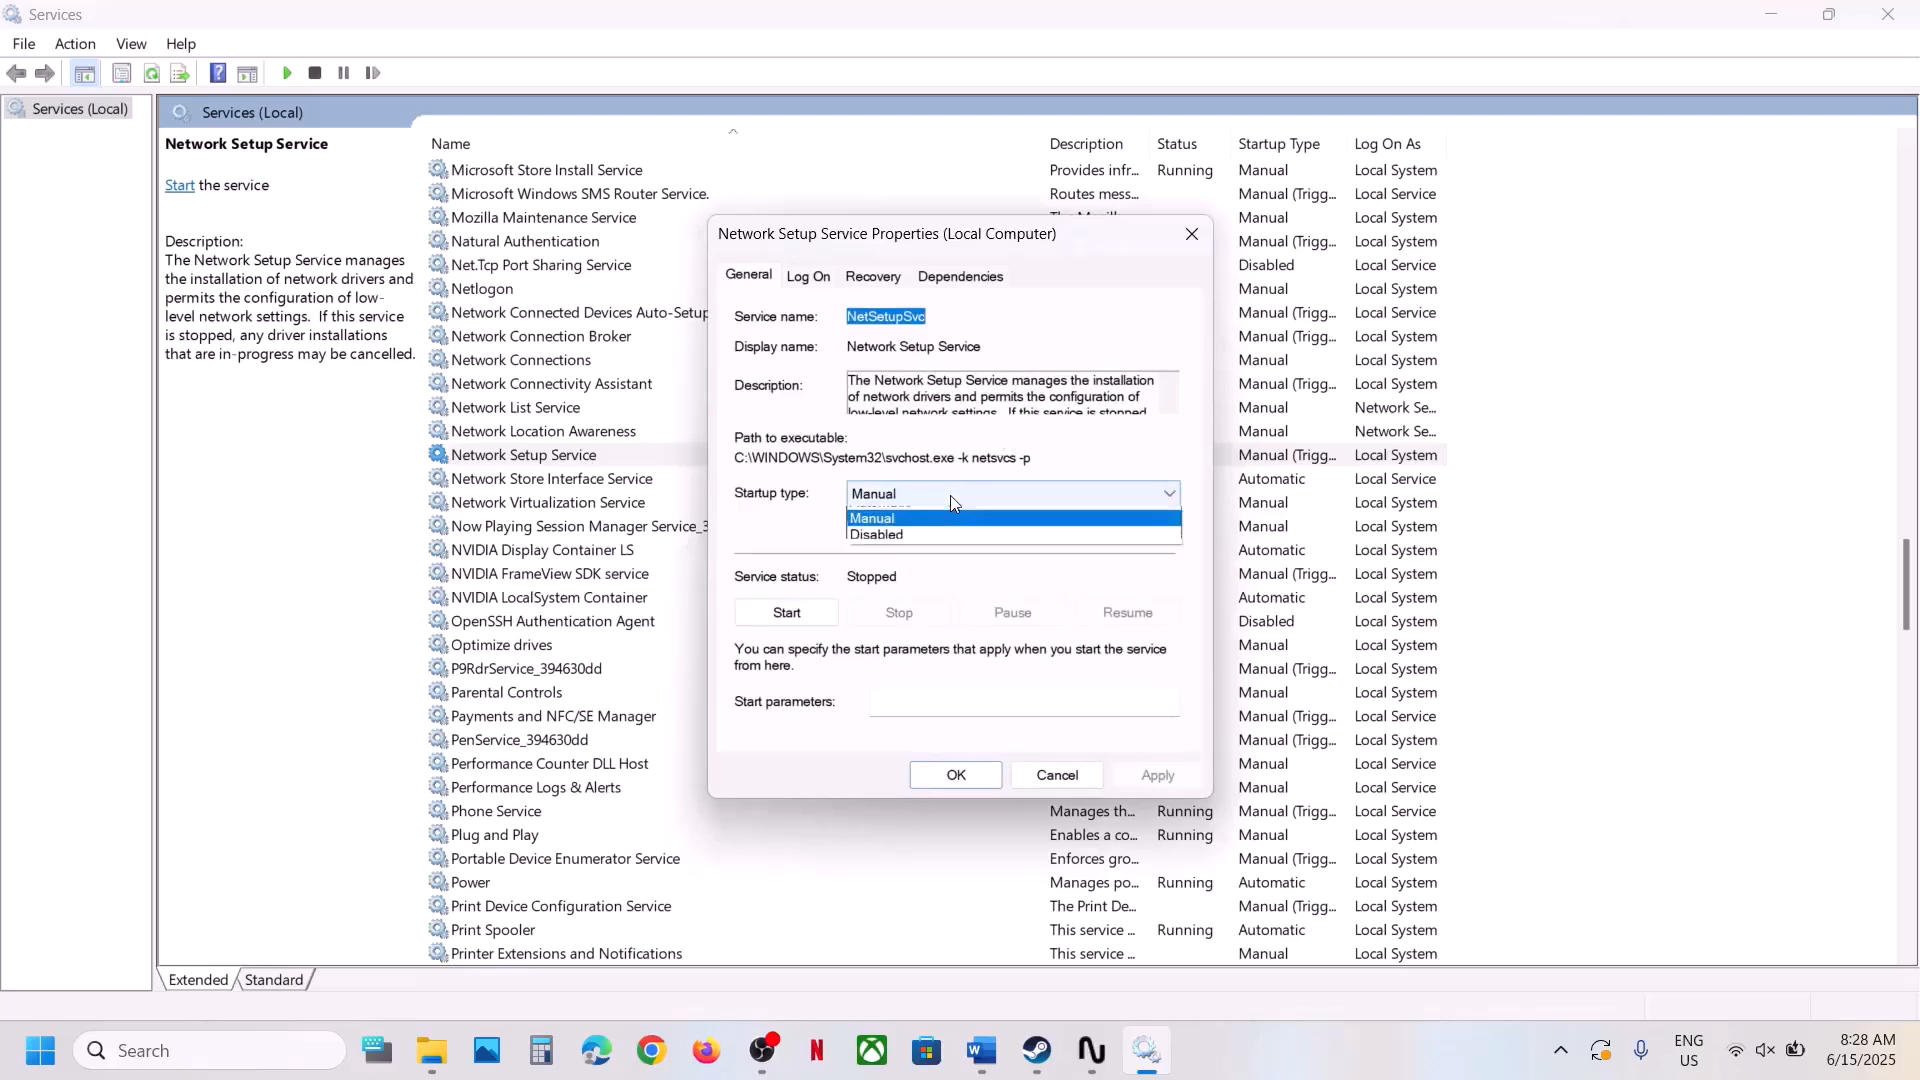 Services
File Action View Help
Services (Local)
Services (Local)
Network Setup Service
Start the service
Description:
The Network Setup Service manages
the installation of network drivers and
permits the configuration of low-
level network settings. If this service
is stopped, any driver installations
that are in-progress may be cancelled.
Name Description Status Startup Type Log On As
Microsoft Store Install Service Provides infr... Running Manual Local System
Microsoft Windows SMS Router Service. Routes mess... Manual (Trigg... Local Service
Mozilla Maintenance Service Manual Local System
Natural Authentication Manual (Trigg... Local System
Net.Tcp Port Sharing Service Disabled Local Service
Netlogon Manual Local System
Network Connected Devices Auto-Setup Manual (Trigg... Local Service
Network Connection Broker Manual (Trigg... Local System
Network Connections Manual Local System
Network Connectivity Assistant Manual (Trigg... Local System
Network List Service Manual Network Se...
Network Location Awareness Manual Network Se...
Network Setup Service Manual (Trigg... Local System
Network Store Interface Service Automatic Local Service
Network Virtualization Service Manual Local System
Now Playing Session Manager Service_3 Manual Local System
NVIDIA Display Container LS Automatic Local System
NVIDIA FrameView SDK service Manual (Trigg... Local System
NVIDIA LocalSystem Container Automatic Local System
OpenSSH Authentication Agent Disabled Local System
Optimize drives Manual Local System
P9RdrService_394630dd Manual (Trigg... Local System
Parental Controls Manual Local System
Payments and NFC/SE Manager Manual (Trigg... Local Service
PenService_394630dd Manual (Trigg... Local System
Performance Counter DLL Host Manual Local Service
Performance Logs & Alerts Manual Local Service
Phone Service Manages th... Running Manual (Trigg... Local Service
Plug and Play Enables a co... Running Manual Local System
Portable Device Enumerator Service Enforces gro... Manual (Trigg... Local System
Power Manages po... Running Automatic Local System
Print Device Configuration Service The Print De... Manual (Trigg... Local System
Print Spooler This service ... Running Automatic Local System
Printer Extensions and Notifications This service ... Manual Local System
Network Setup Service Properties (Local Computer)
General Log On Recovery Dependencies
Service name: NetSetupSvc
Display name: Network Setup Service
Description: The Network Setup Service manages the installation
of network drivers and permits the configuration of
low-level network settings. If this service is stopped
Path to executable:
C:\WINDOWS\System32\svchost.exe -k netsvcs -p
Startup type: Manual
Manual
Disabled
Service status: Stopped
Start Stop Pause Resume
You can specify the start parameters that apply when you start the service
from here.
Start parameters:
OK Cancel Apply
Extended Standard
Search
ENG
US
8:28 AM
6/15/2025